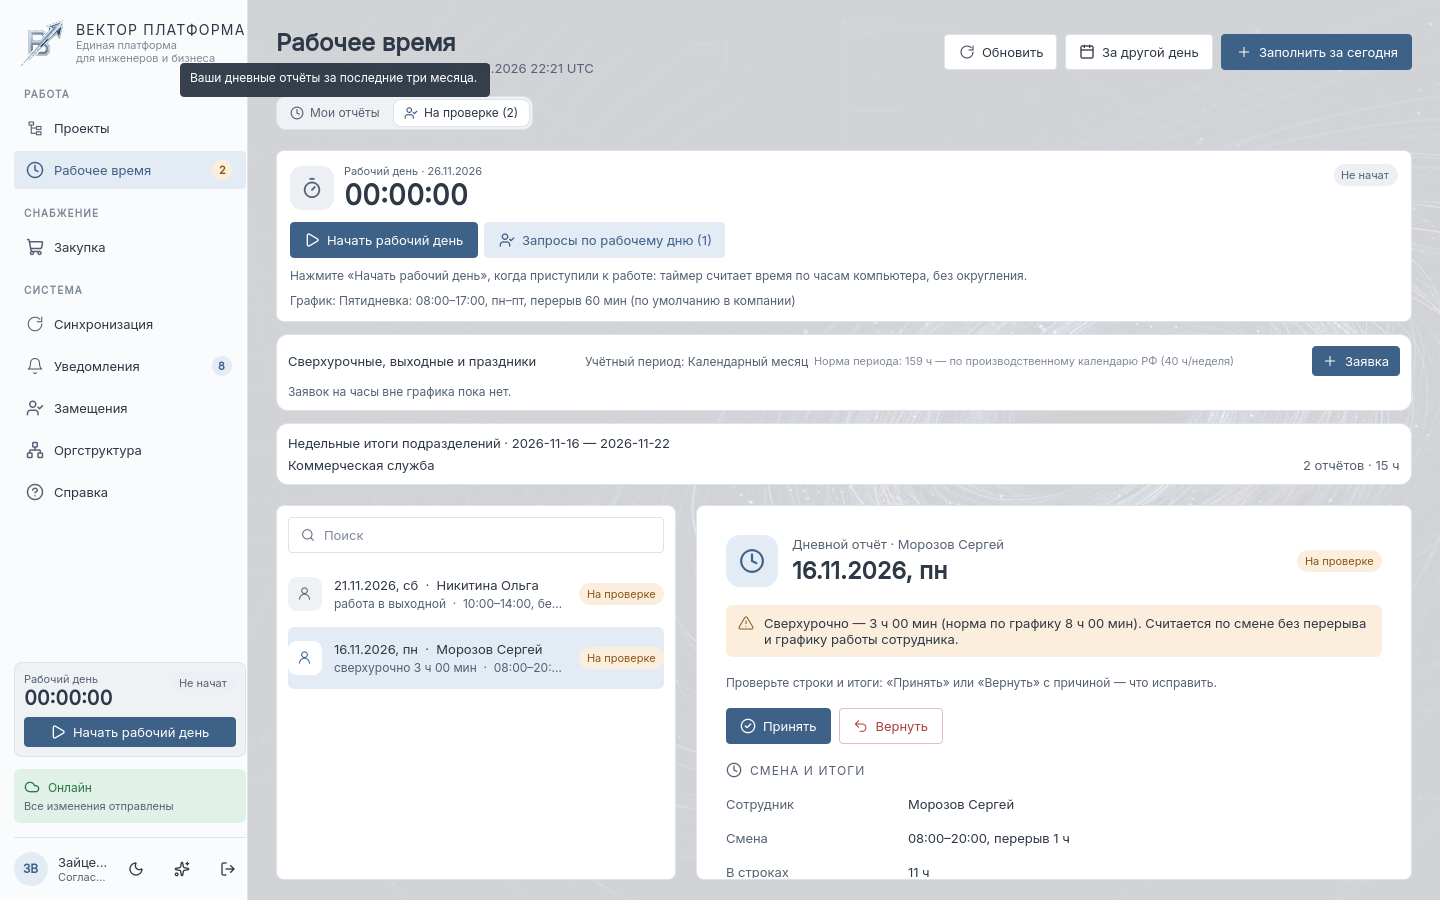 ВЕКТОР ПЛАТФОРМА
Единая платформа
для инженеров и бизнеса
РАБОТА
Проекты
Рабочее время
2
СНАБЖЕНИЕ
Закупка
СИСТЕМА
Синхронизация
Уведомления
8
Замещения
Оргструктура
Справка
Рабочий день
00:00:00
Не начат
Начать рабочий день
Онлайн
Все изменения отправлены
ЗВ
Зайце...
Соглас...
Рабочее время
.2026 22:21 UTC
Ваши дневные отчёты за последние три месяца.
Обновить
За другой день
Заполнить за сегодня
Мои отчёты
На проверке (2)
Рабочий день · 26.11.2026
00:00:00
Не начат
Начать рабочий день
Запросы по рабочему дню (1)
Нажмите «Начать рабочий день», когда приступили к работе: таймер считает время по часам компьютера, без округления.
График: Пятидневка: 08:00–17:00, пн–пт, перерыв 60 мин (по умолчанию в компании)
Сверхурочные, выходные и праздники
Учётный период: Календарный месяц
Норма периода: 159 ч — по производственному календарю РФ (40 ч/неделя)
Заявка
Заявок на часы вне графика пока нет.
Недельные итоги подразделений · 2026-11-16 — 2026-11-22
Коммерческая служба
2 отчётов · 15 ч
Поиск
21.11.2026, сб · Никитина Ольга
работа в выходной · 10:00–14:00, бе...
На проверке
16.11.2026, пн · Морозов Сергей
сверхурочно 3 ч 00 мин · 08:00–20:...
На проверке
Дневной отчёт · Морозов Сергей
16.11.2026, пн
На проверке
Сверхурочно — 3 ч 00 мин (норма по графику 8 ч 00 мин). Считается по смене без перерыва
и графику работы сотрудника.
Проверьте строки и итоги: «Принять» или «Вернуть» с причиной — что исправить.
Принять
Вернуть
СМЕНА И ИТОГИ
Сотрудник
Морозов Сергей
Смена
08:00–20:00, перерыв 1 ч
В строках
11 ч